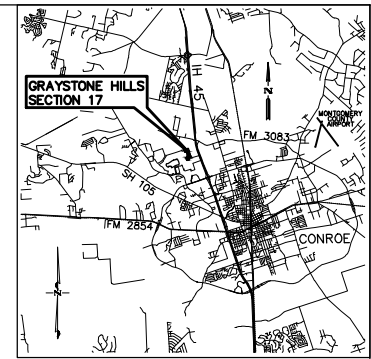 GRAYSTONE HILLS
SECTION 17
IH 45
N
MONTGOMERY
COUNTY
AIRPORT
FM 3083
SH 105
FM 2854
CONROE
N